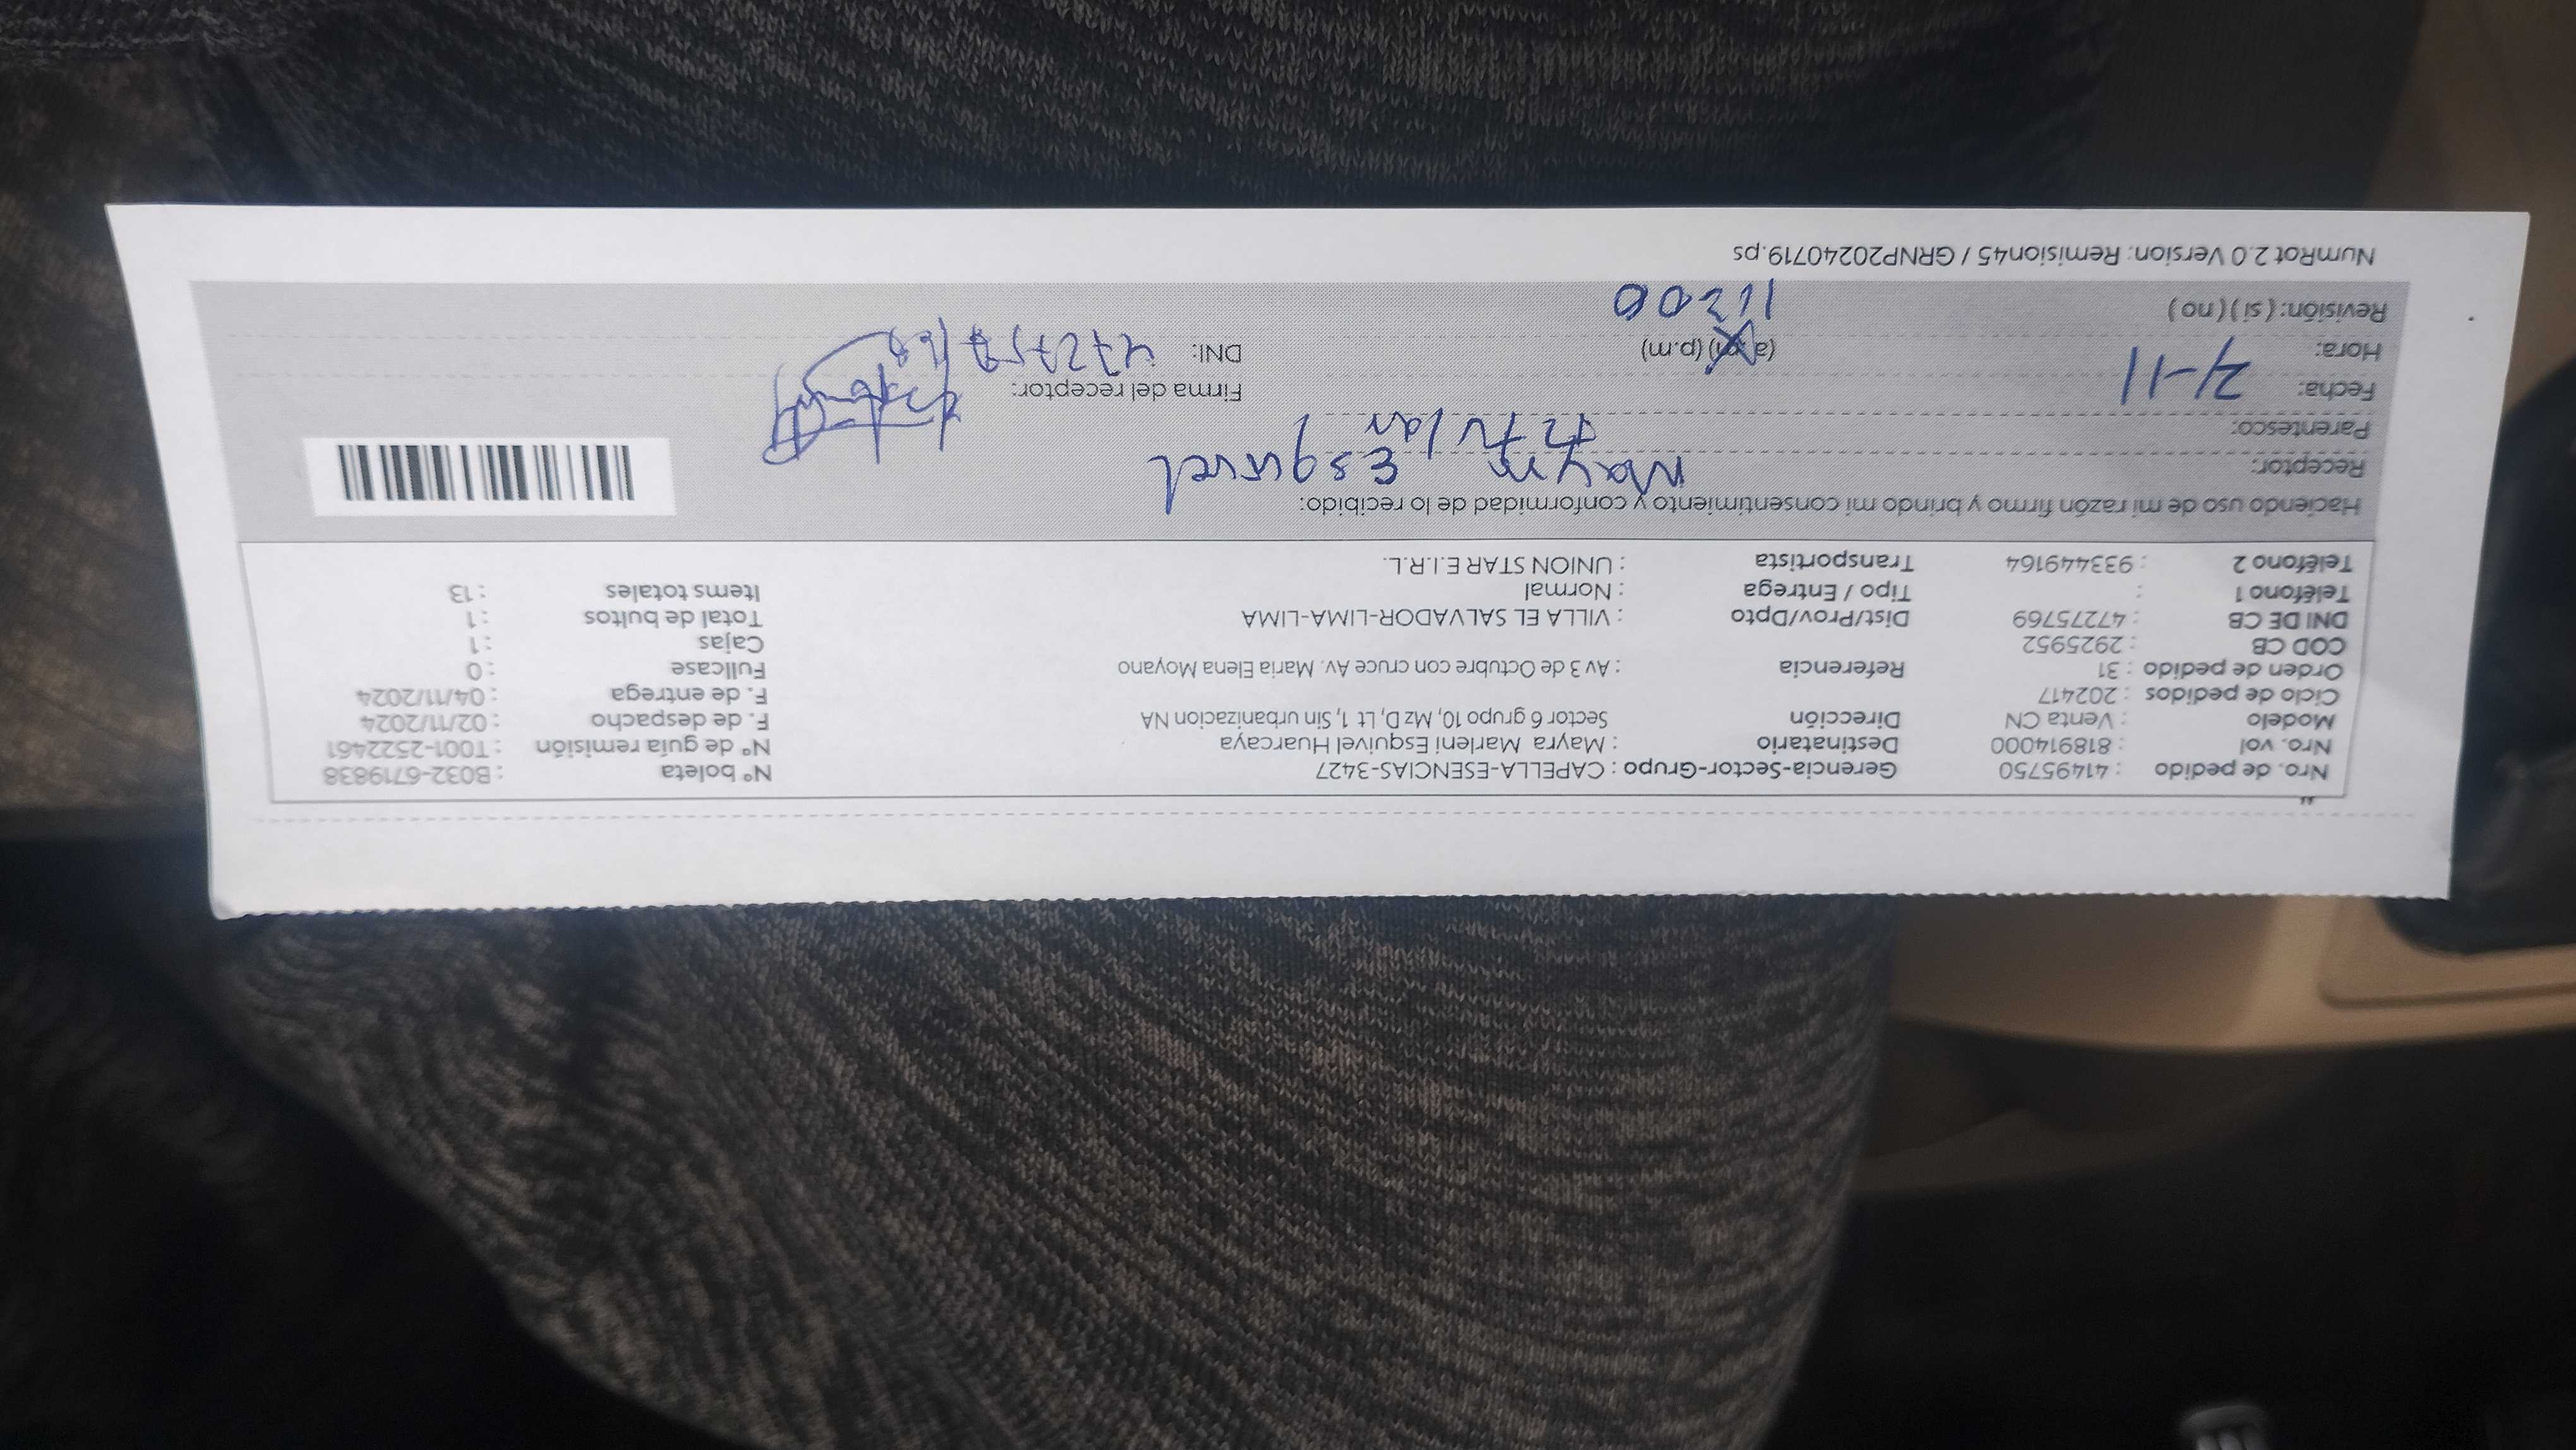 Nro. de pedido : 41495750 Gerencia-Sector-Grupo : CAPELLA-ESENCIAS-3427 N° boleta : B032-6719838
Nro. vol : 818914000 Destinatario : Mayra Marleni Esquivel Huarcaya N° de guía remisión : T001-2522461
Modelo : Venta CN Dirección Sector 6 grupo 10, Mz D, Lt 1, Sin urbanizacion NA F. de despacho : 02/11/2024
Ciclo de pedidos : 202417 F. de entrega : 04/11/2024
Orden de pedido : 31 Referencia : Av 3 de Octubre con cruce Av. Maria Elena Moyano Fullcase : 0
COD CB : 2925952 Cajas : 1
DNI DE CB : 47275769 Dist/Prov/Dpto : VILLA EL SALVADOR-LIMA-LIMA Total de bultos : 1
Teléfono 1 : Tipo / Entrega : Normal Items totales : 13
Teléfono 2 : 933449164 Transportista : UNION STAR E.I.R.L.
Haciendo uso de mi razón firmo y brindo mi consentimiento y conformidad de lo recibido:
Receptor: Mayra Esquivel
Parentesco: titular
Fecha: 4-11 Firma del receptor:
Hora: (a.m) (p.m) DNI:
Revisión: ( si ) ( no ) 11:00
NumRot 2.0 Version: Remision45 / GRNP20240719.ps